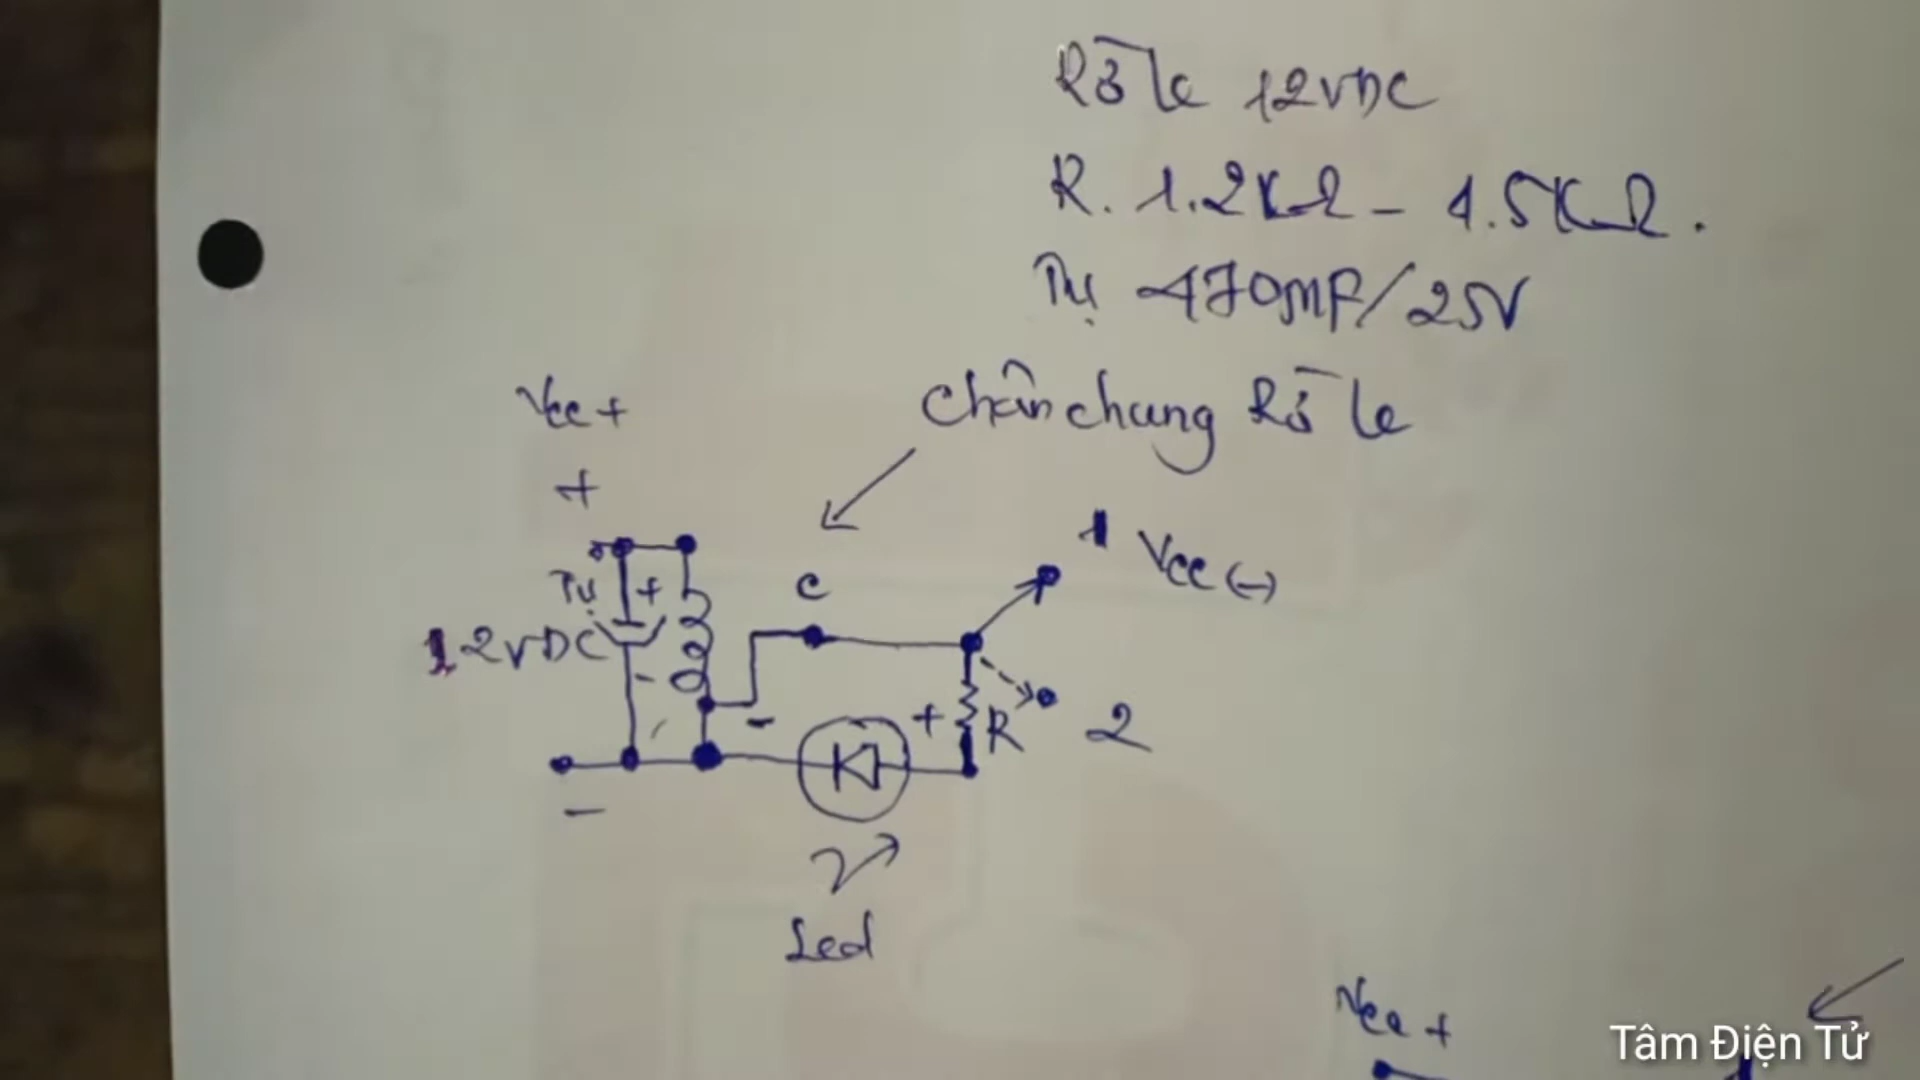 Rờ le 12VDC
R. 1.2KΩ - 1.5KΩ.
Tụ 470MF/25V
Chân chung Rờ le
Vcc +
+
C
1 Vcc (-)
Tụ +
12VDC
-
-
+ R 2
-
Led
Vcc +
Tâm Điện Tử